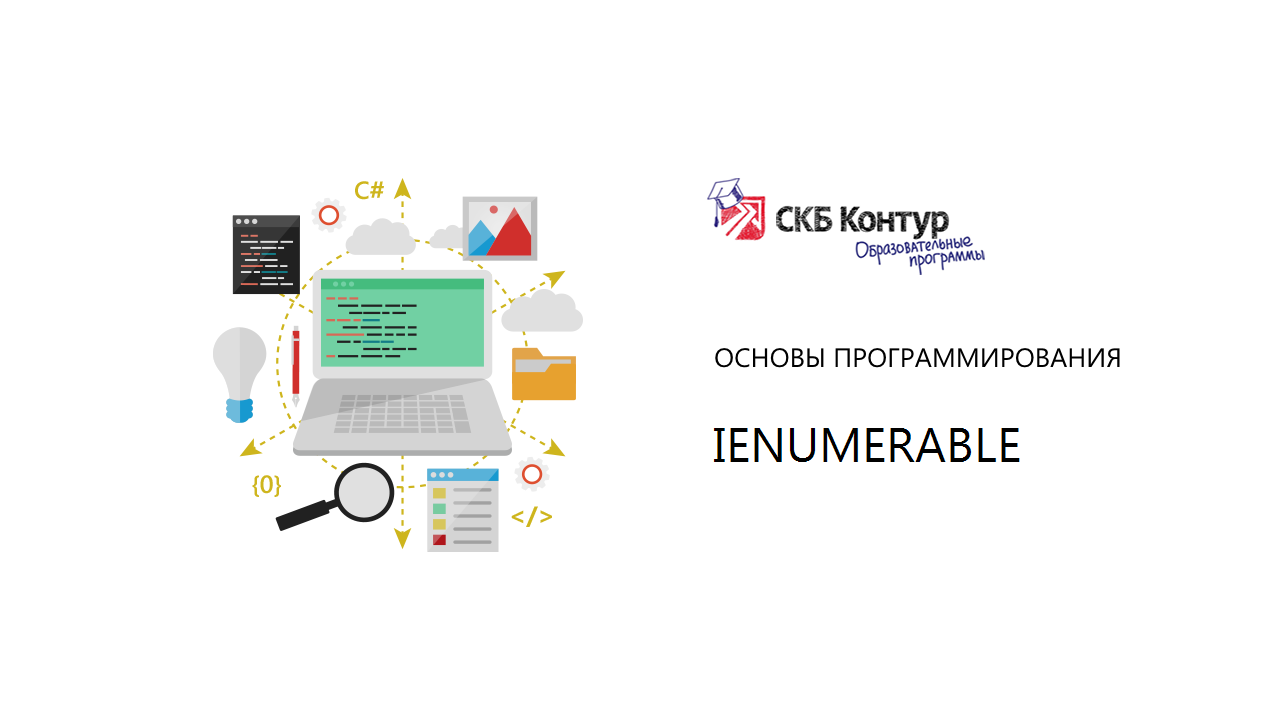 C#
{0}
</>
СКБ Контур
Образовательные
программы
ОСНОВЫ ПРОГРАММИРОВАНИЯ
IENUMERABLE